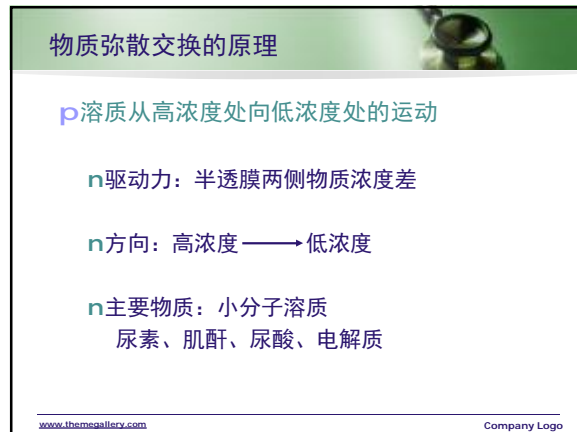 物质弥散交换的原理
p溶质从高浓度处向低浓度处的运动
n驱动力：半透膜两侧物质浓度差
n方向：高浓度——→低浓度
n主要物质：小分子溶质
尿素、肌酐、尿酸、电解质
www.themegallery.com
Company Logo